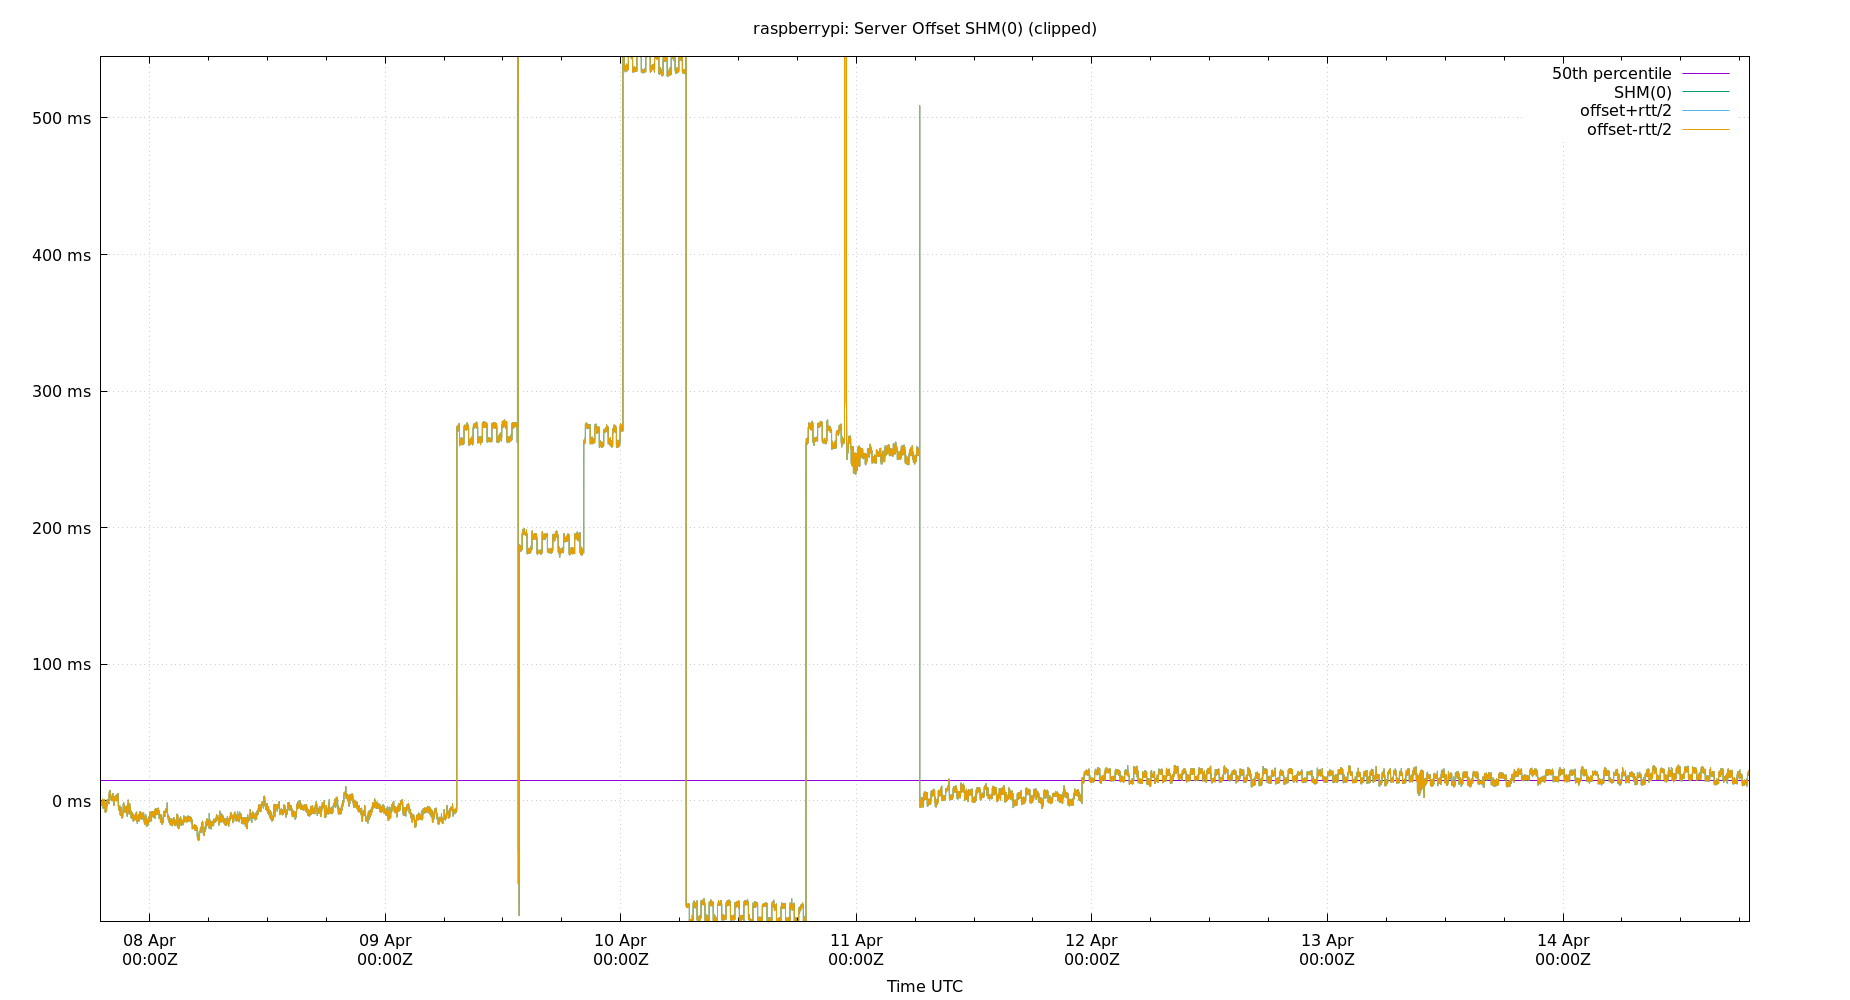 raspberrypi: Server Offset SHM(0) (clipped)
50th percentile
SHM(0)
offset+rtt/2
offset-rtt/2
500 ms
400 ms
300 ms
200 ms
100 ms
0 ms
08 Apr 09 Apr 10 Apr 11 Apr 12 Apr 13 Apr 14 Apr
00:00Z 00:00Z 00:00Z 00:00Z 00:00Z 00:00Z 00:00Z
Time UTC